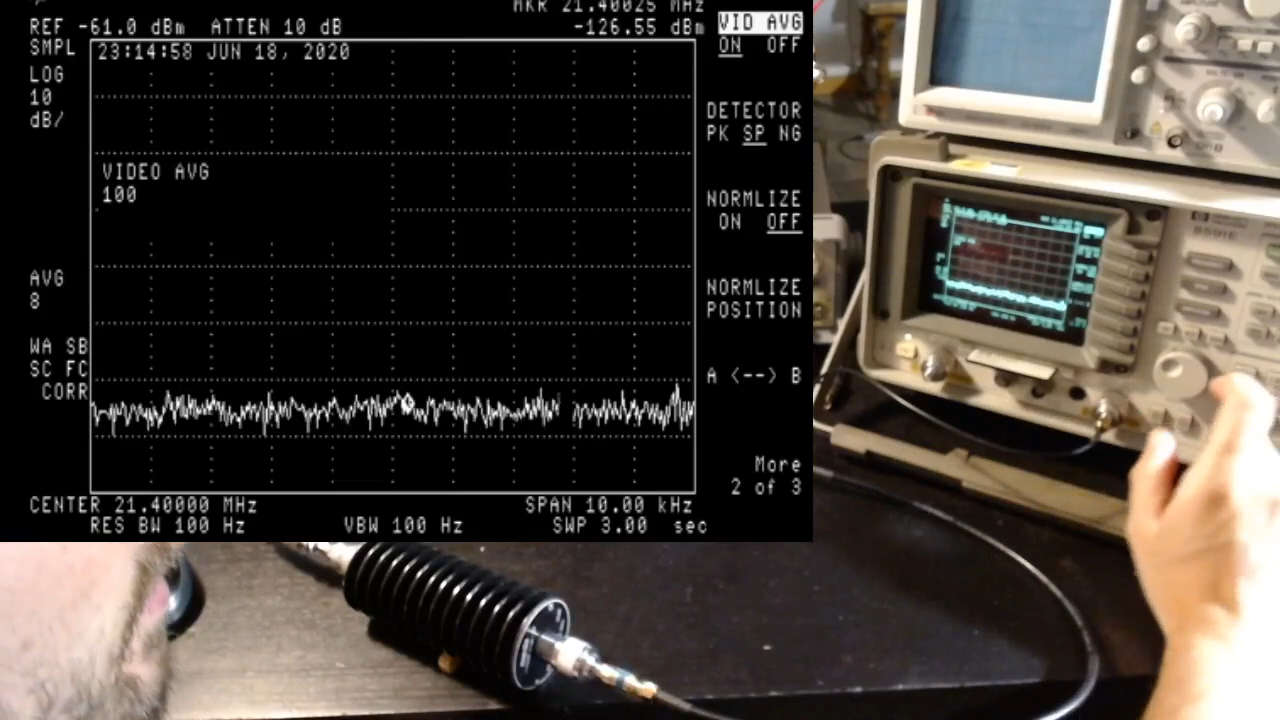 MKR 21.40025 MHz
REF -61.0 dBm ATTEN 10 dB -126.55 dBm
SMPL
LOG
10
dB/
23:14:58 JUN 18, 2020
VIDEO AVG
100
AVG
8
WA SB
SC FC
CORR
CENTER 21.40000 MHz SPAN 10.00 kHz
RES BW 100 Hz VBW 100 Hz SWP 3.00 sec
VID AVG
ON OFF
DETECTOR
PK SP NG
NORMLIZE
ON OFF
NORMLIZE
POSITION
A <--> B
More
2 of 3
8591E